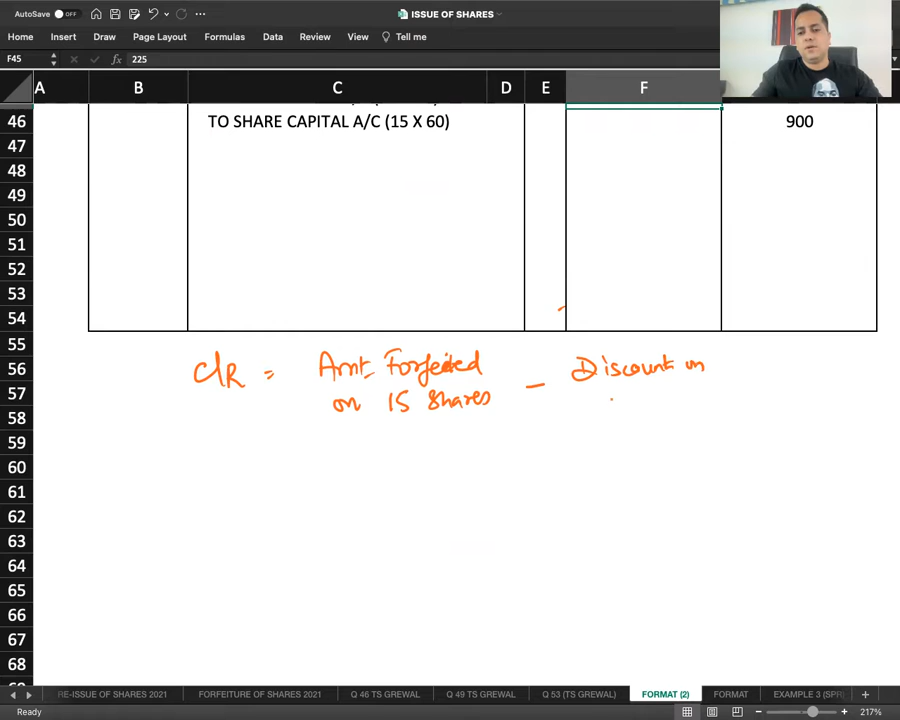 AutoSave OFF
ISSUE OF SHARES
Home Insert Draw Page Layout Formulas Data Review View Tell me
F45 fx 225
A B C D E F
46 TO SHARE CAPITAL A/C (15 X 60) 900
47
48
49
50
51
52
53
54
55
56 C/R = Amt Forfeited - Discount on
57 on 15 shares
58
59
60
61
62
63
64
65
66
67
68
RE-ISSUE OF SHARES 2021 FORFEITURE OF SHARES 2021 Q 46 TS GREWAL Q 49 TS GREWAL Q 53 (TS GREWAL) FORMAT (2) FORMAT EXAMPLE 3 (SPR)
Ready 217%